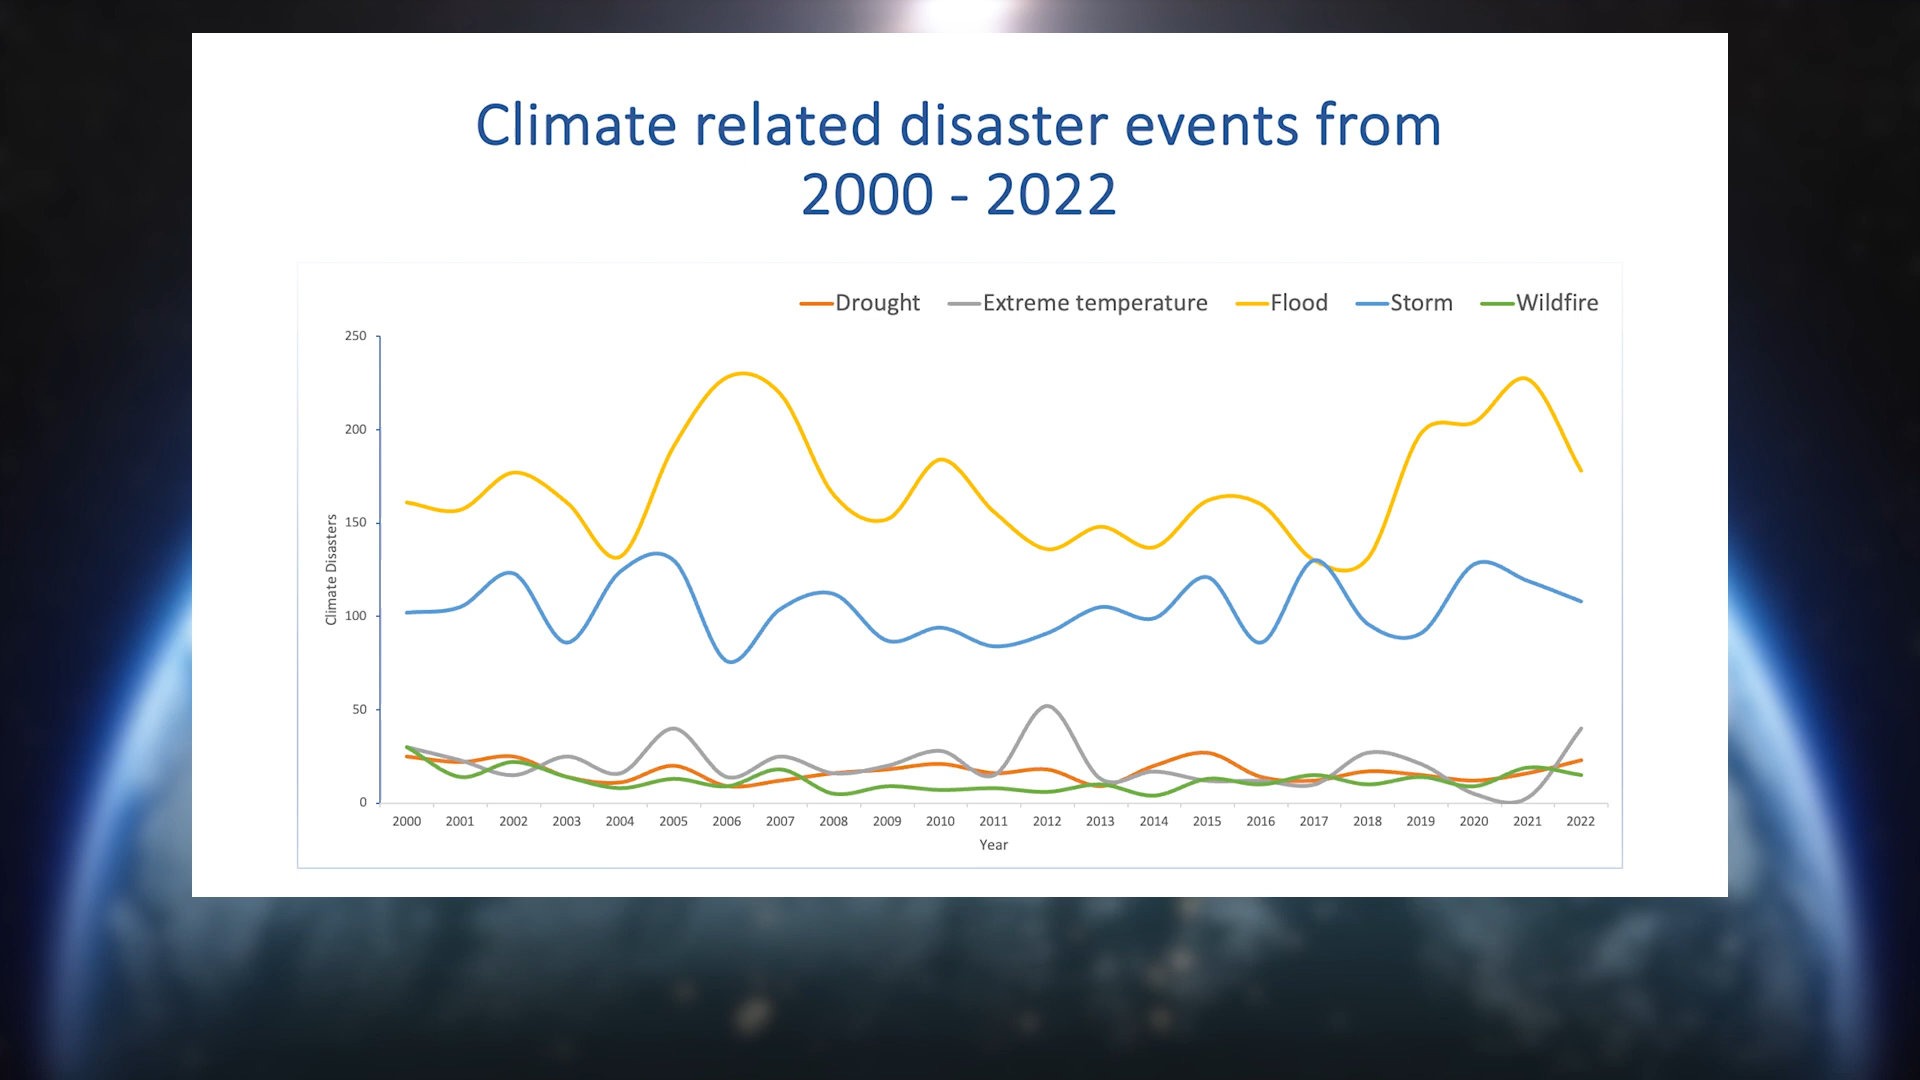 Climate related disaster events from
2000 - 2022
Drought Extreme temperature Flood Storm Wildfire
250
200
150
100
50
0
Climate Disasters
2000 2001 2002 2003 2004 2005 2006 2007 2008 2009 2010 2011 2012 2013 2014 2015 2016 2017 2018 2019 2020 2021 2022
Year